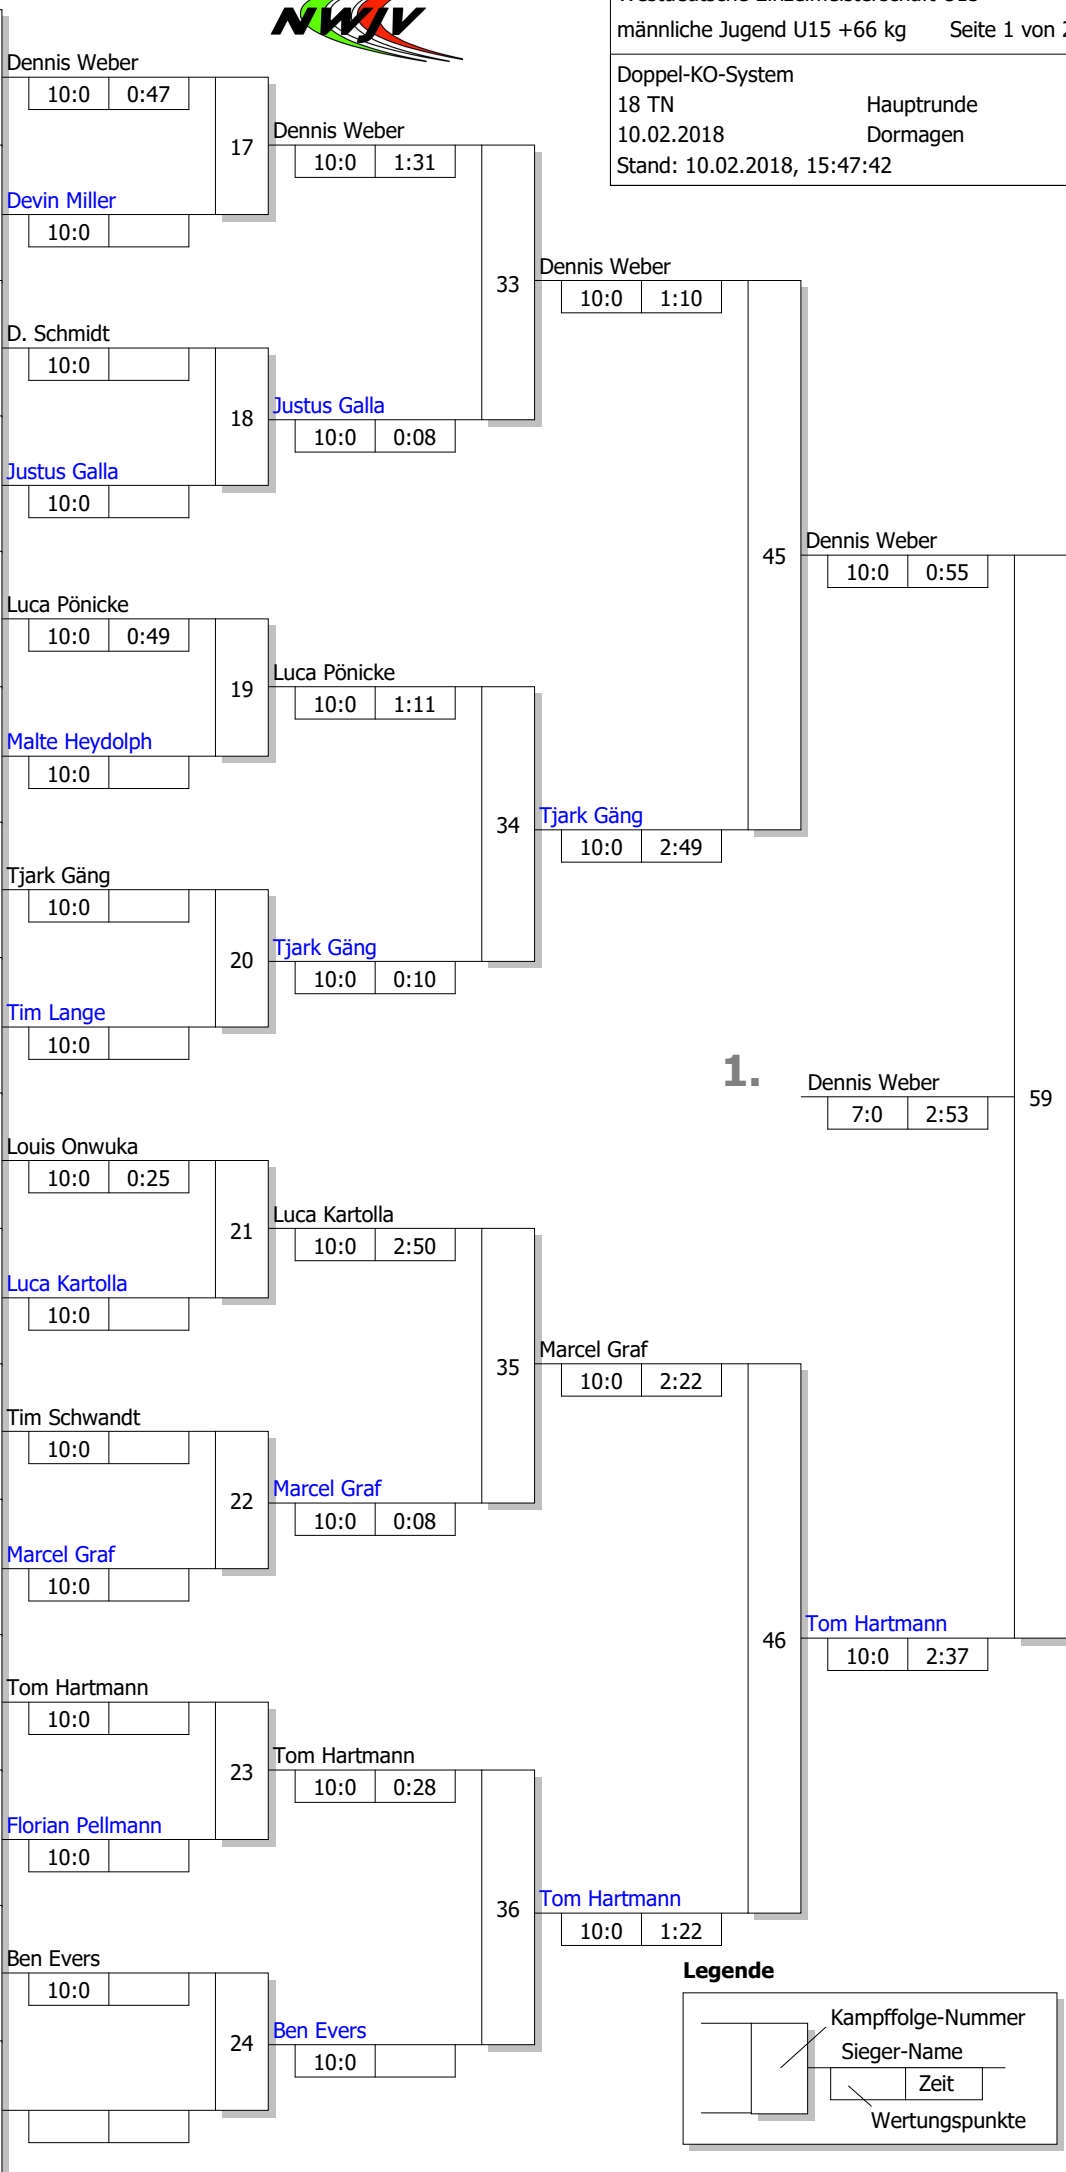 NWJV
männliche Jugend U15 +66 kg Seite 1 von
Doppel-KO-System
18 TN Hauptrunde
10.02.2018 Dormagen
Stand: 10.02.2018, 15:47:42
Dennis Weber
10:0 0:47
17
Dennis Weber
10:0 1:31
Devin Miller
10:0
33
Dennis Weber
10:0 1:10
D. Schmidt
10:0
18
Justus Galla
10:0 0:08
Justus Galla
10:0
45
Dennis Weber
10:0 0:55
Luca Pönicke
10:0 0:49
19
Luca Pönicke
10:0 1:11
Malte Heydolph
10:0
34
Tjark Gäng
10:0 2:49
Tjark Gäng
10:0
20
Tjark Gäng
10:0 0:10
Tim Lange
10:0
1.
Dennis Weber
7:0 2:53
59
Louis Onwuka
10:0 0:25
21
Luca Kartolla
10:0 2:50
Luca Kartolla
10:0
35
Marcel Graf
10:0 2:22
Tim Schwandt
10:0
22
Marcel Graf
10:0 0:08
Marcel Graf
10:0
46
Tom Hartmann
10:0 2:37
Tom Hartmann
10:0
23
Tom Hartmann
10:0 0:28
Florian Pellmann
10:0
36
Tom Hartmann
10:0 1:22
Ben Evers
10:0
24
Ben Evers
10:0
Legende
Kampffolge-Nummer
Sieger-Name
Zeit
Wertungspunkte